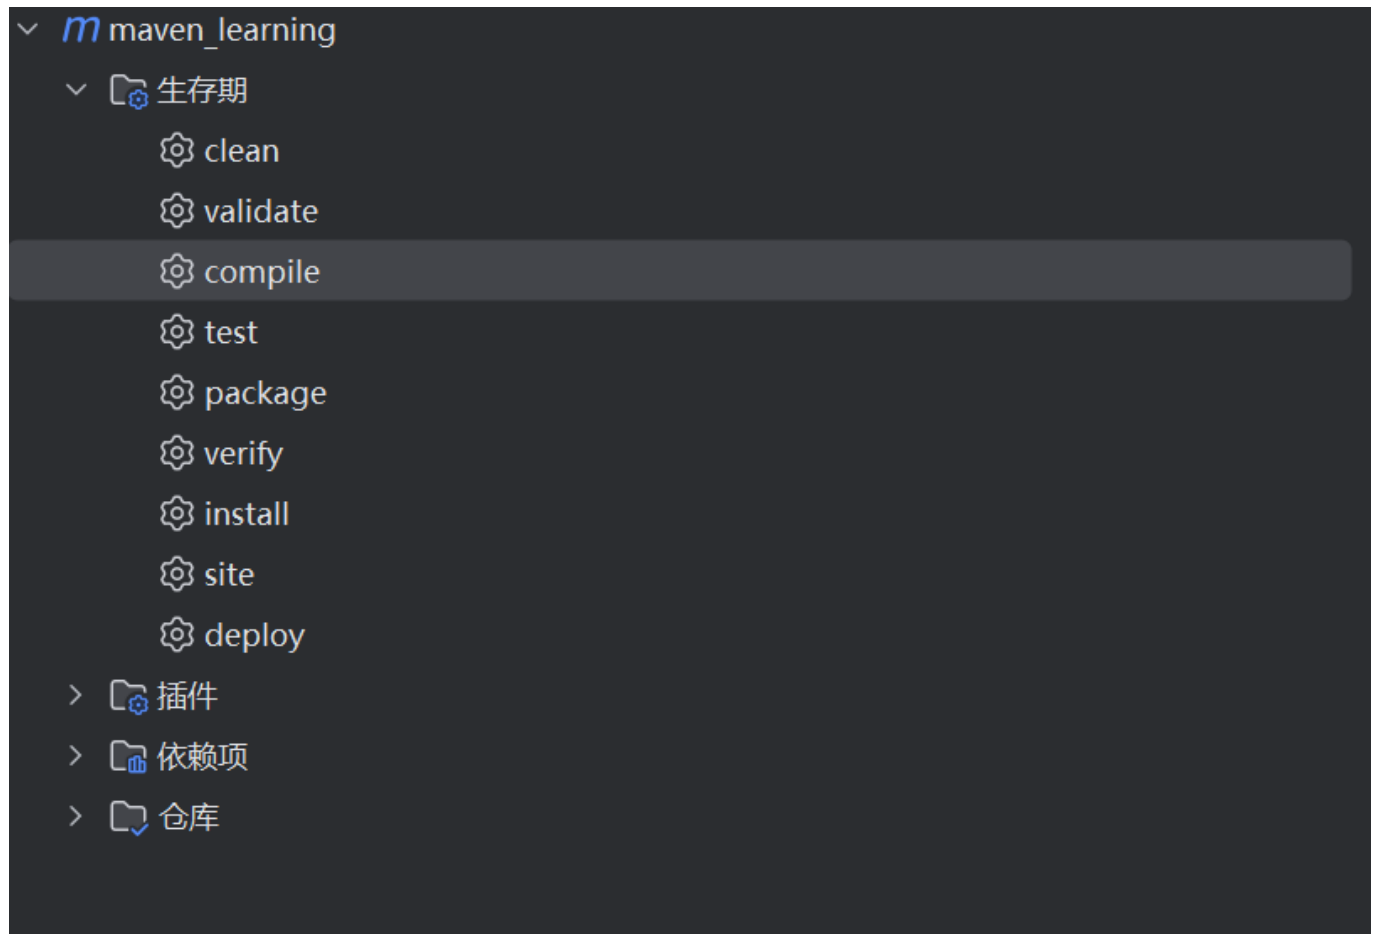 maven_learning
生存期
clean
validate
compile
test
package
verify
install
site
deploy
插件
依赖项
仓库